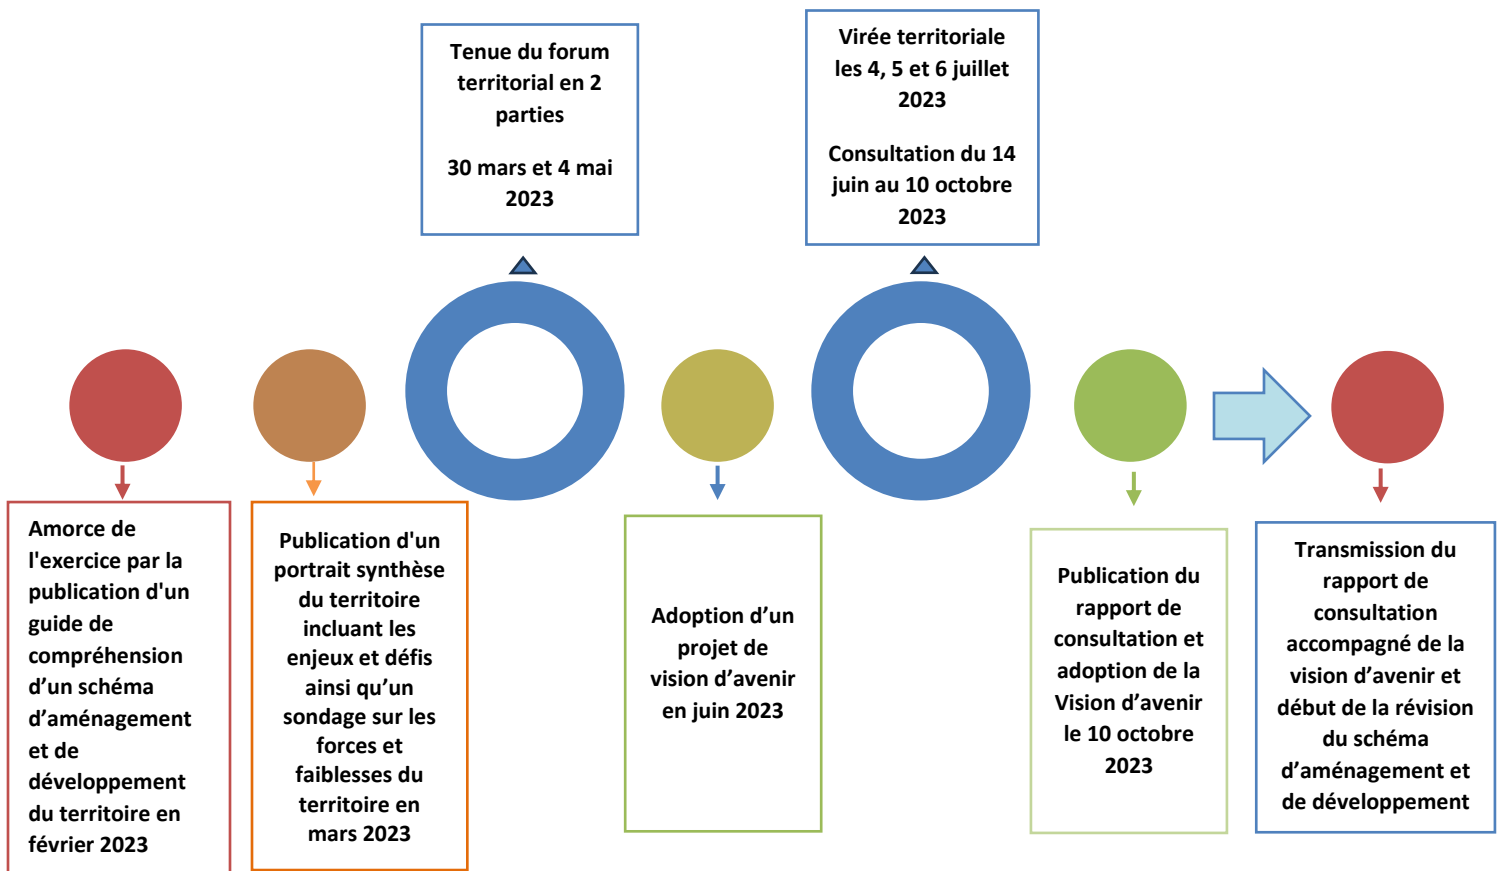 Tenue du forum
territorial en 2
parties
30 mars et 4 mai
2023
Virée territoriale
les 4, 5 et 6 juillet
2023
Consultation du 14
juin au 10 octobre
2023
Amorce de
l'exercice par la
publication d'un
guide de
compréhension
d’un schéma
d’aménagement
et de
développement
du territoire en
février 2023
Publication d'un
portrait synthèse
du territoire
incluant les
enjeux et défis
ainsi qu’un
sondage sur les
forces et
faiblesses du
territoire en
mars 2023
Adoption d’un
projet de
vision d’avenir
en juin 2023
Publication du
rapport de
consultation et
adoption de la
Vision d’avenir
le 10 octobre
2023
Transmission du
rapport de
consultation
accompagné de la
vision d’avenir et
début de la révision
du schéma
d’aménagement et
de développement